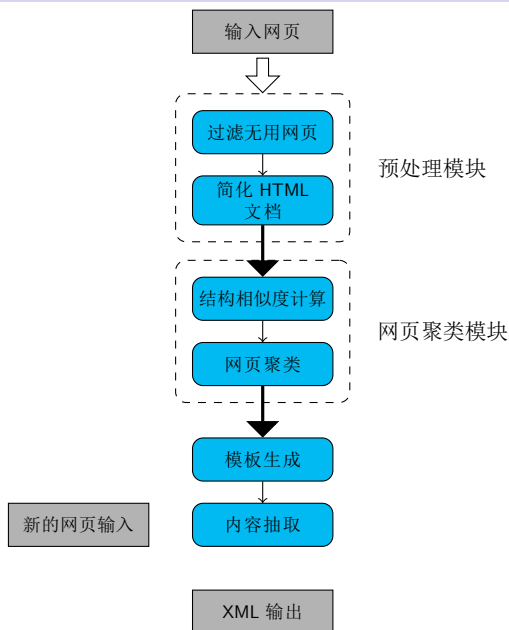 输入网页
过滤无用网页
预处理模块
简化 HTML
文档
结构相似度计算
网页聚类模块
网页聚类
模板生成
新的网页输入
内容抽取
XML 输出